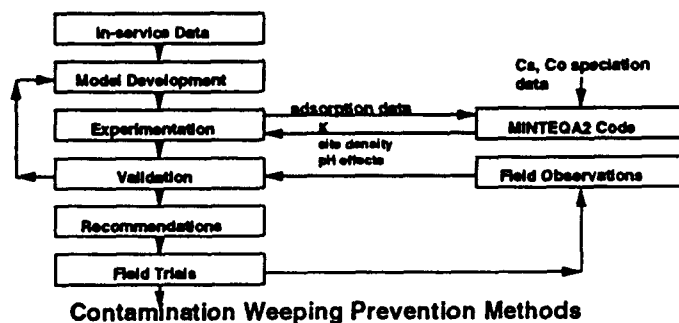 In-service Data
Model Development
Cs, Co speciation
data
adsorption data
Experimentation
K
MINTEQA2 Code
site density
pH effects
Validation
Field Observations
Recommendations
Field Trials
Contamination Weeping Prevention Methods